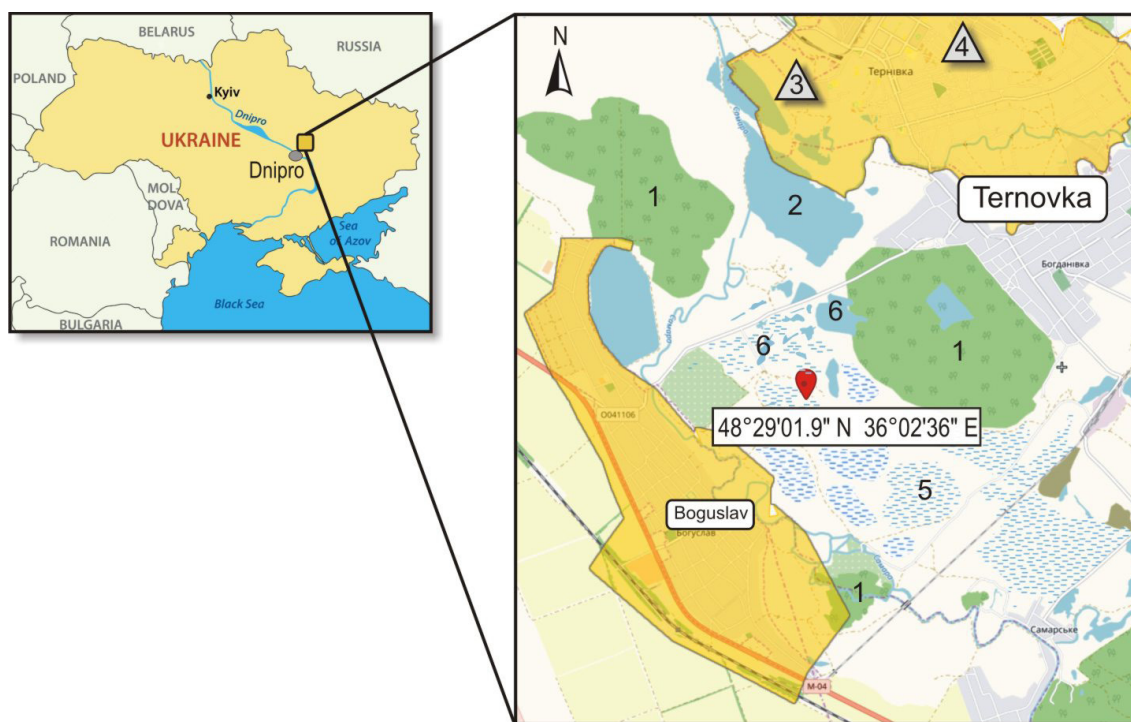 BELARUS
RUSSIA
POLAND
Kyiv
Dnipro
UKRAINE
Dnipro
MOL
DOVA
ROMANIA
Sea
of Azov
Black Sea
BULGARIA
N
4
3
Тернівка
1
2
Ternovka
Богданівка
6
6
1
О041106
48°29'01.9" N 36°02'36" E
5
Boguslav
Богуслав
1
Самарське
М-04